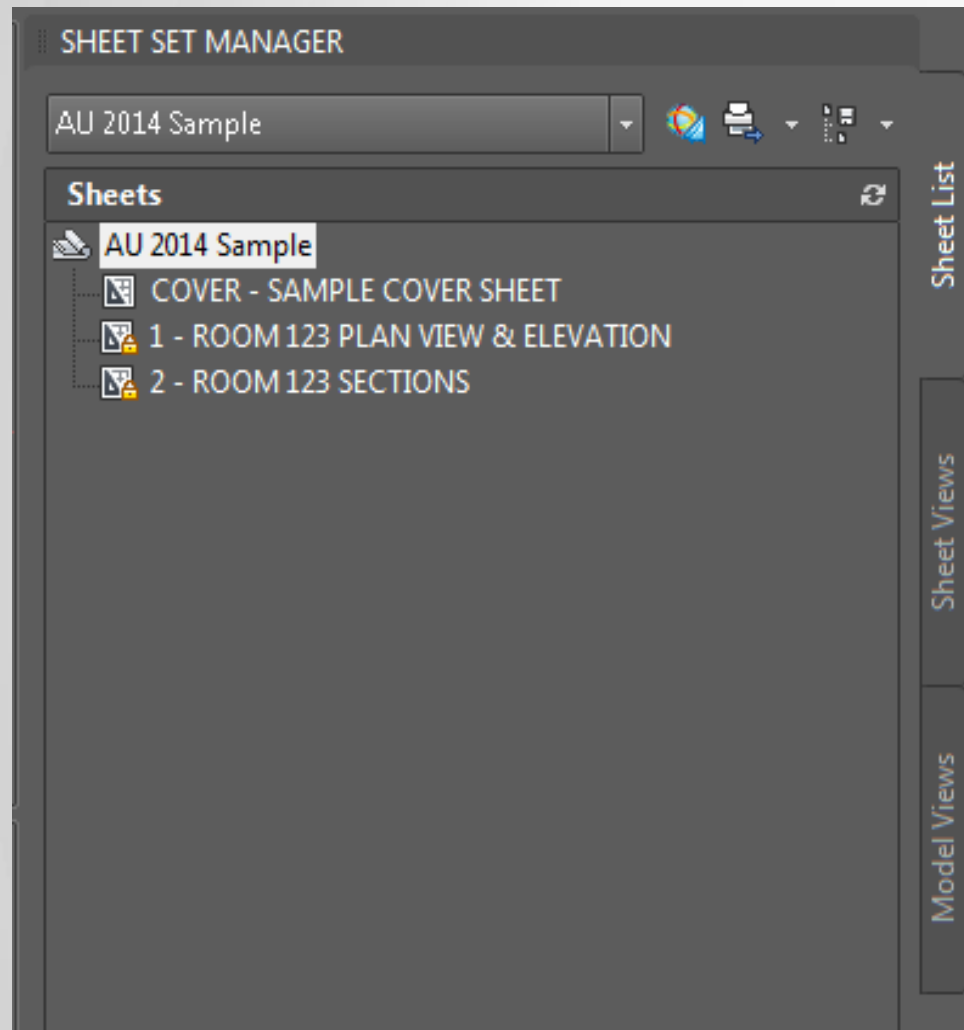 SHEET SET MANAGER
AU 2014 Sample
Sheets
AU 2014 Sample
COVER - SAMPLE COVER SHEET
1 - ROOM 123 PLAN VIEW & ELEVATION
2 - ROOM 123 SECTIONS
Sheet List
Sheet Views
Model Views